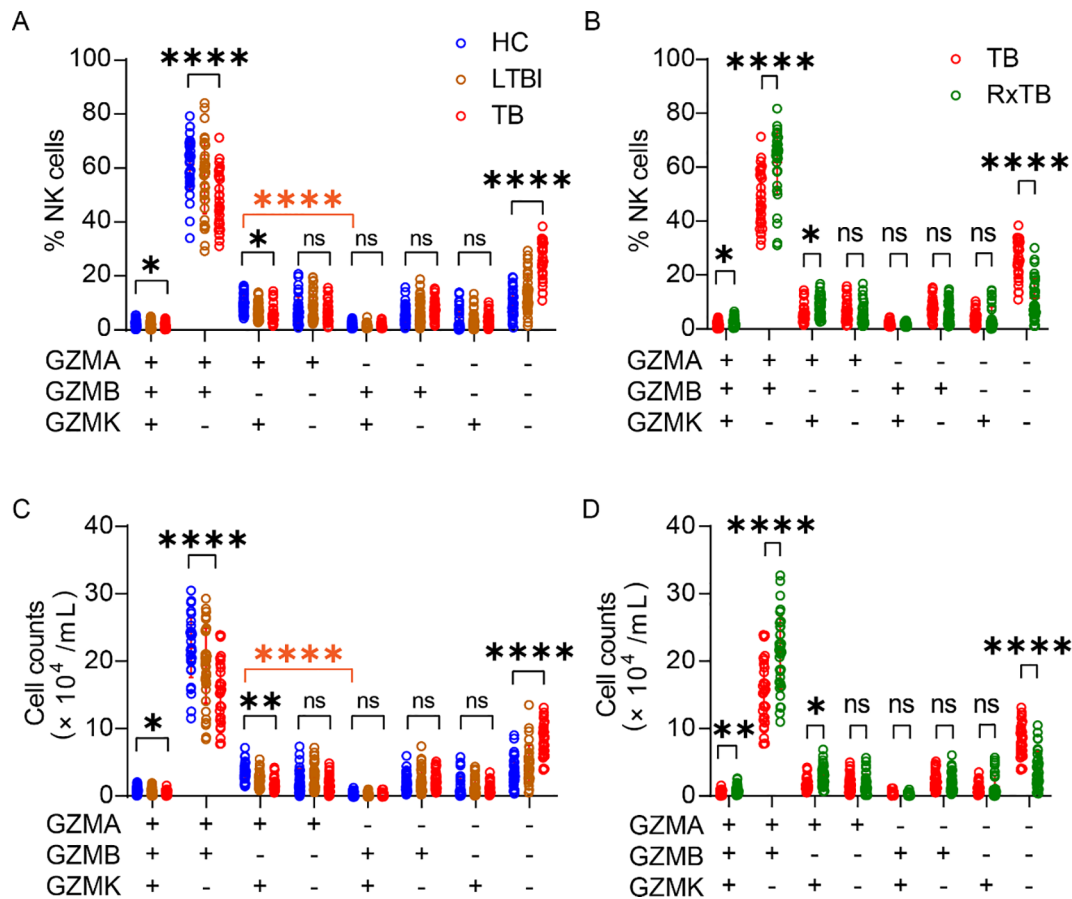 A
100
80
60
40
20
0
% NK cells
HC
LTBI
TB
****
*
****
*
ns
ns
ns
ns
****
GZMA + + + + - - - -
GZMB + + - - + + - -
GZMK + - + - + - + -
B
100
80
60
40
20
0
% NK cells
TB
RxTB
****
*
*
ns
ns
ns
ns
****
GZMA + + + + - - - -
GZMB + + - - + + - -
GZMK + - + - + - + -
C
40
30
20
10
0
Cell counts
(× 10⁴ /mL)
****
*
****
**
ns
ns
ns
ns
****
GZMA + + + + - - - -
GZMB + + - - + + - -
GZMK + - + - + - + -
D
40
30
20
10
0
Cell counts
(× 10⁴ /mL)
****
**
*
ns
ns
ns
ns
****
GZMA + + + + - - - -
GZMB + + - - + + - -
GZMK + - + - + - + -